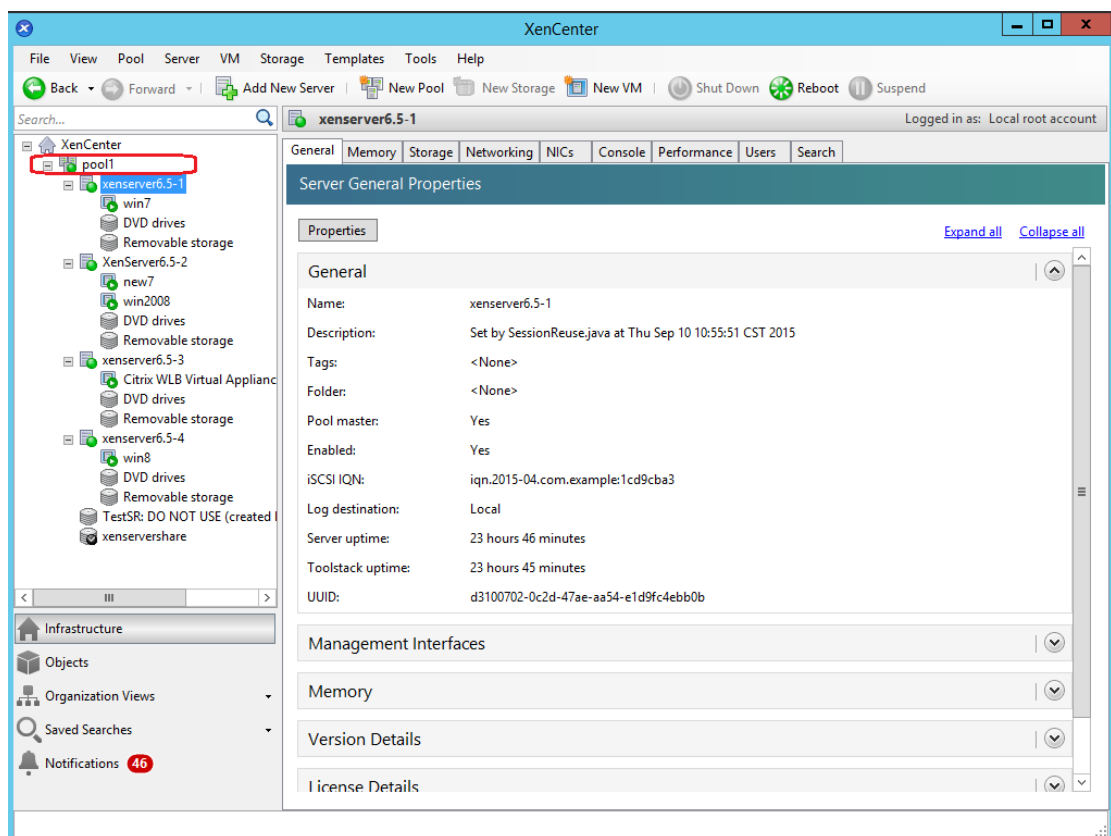 XenCenter
File View Pool Server VM Storage Templates Tools Help
Back Forward Add New Server New Pool New Storage New VM Shut Down Reboot Suspend
Search...
XenCenter
pool1
xenserver6.5-1
win7
DVD drives
Removable storage
XenServer6.5-2
new7
win2008
DVD drives
Removable storage
xenserver6.5-3
Citrix WLB Virtual Applianc
DVD drives
Removable storage
xenserver6.5-4
win8
DVD drives
Removable storage
TestSR: DO NOT USE (created
xenservershare
Infrastructure
Objects
Organization Views
Saved Searches
Notifications 46
xenserver6.5-1 Logged in as: Local root account
General Memory Storage Networking NICs Console Performance Users Search
Server General Properties
Properties Expand all Collapse all
General
Name: xenserver6.5-1
Description: Set by SessionReuse.java at Thu Sep 10 10:55:51 CST 2015
Tags: <None>
Folder: <None>
Pool master: Yes
Enabled: Yes
iSCSI IQN: iqn.2015-04.com.example:1cd9cba3
Log destination: Local
Server uptime: 23 hours 46 minutes
Toolstack uptime: 23 hours 45 minutes
UUID: d3100702-0c2d-47ae-aa54-e1d9fc4ebb0b
Management Interfaces
Memory
Version Details
License Details